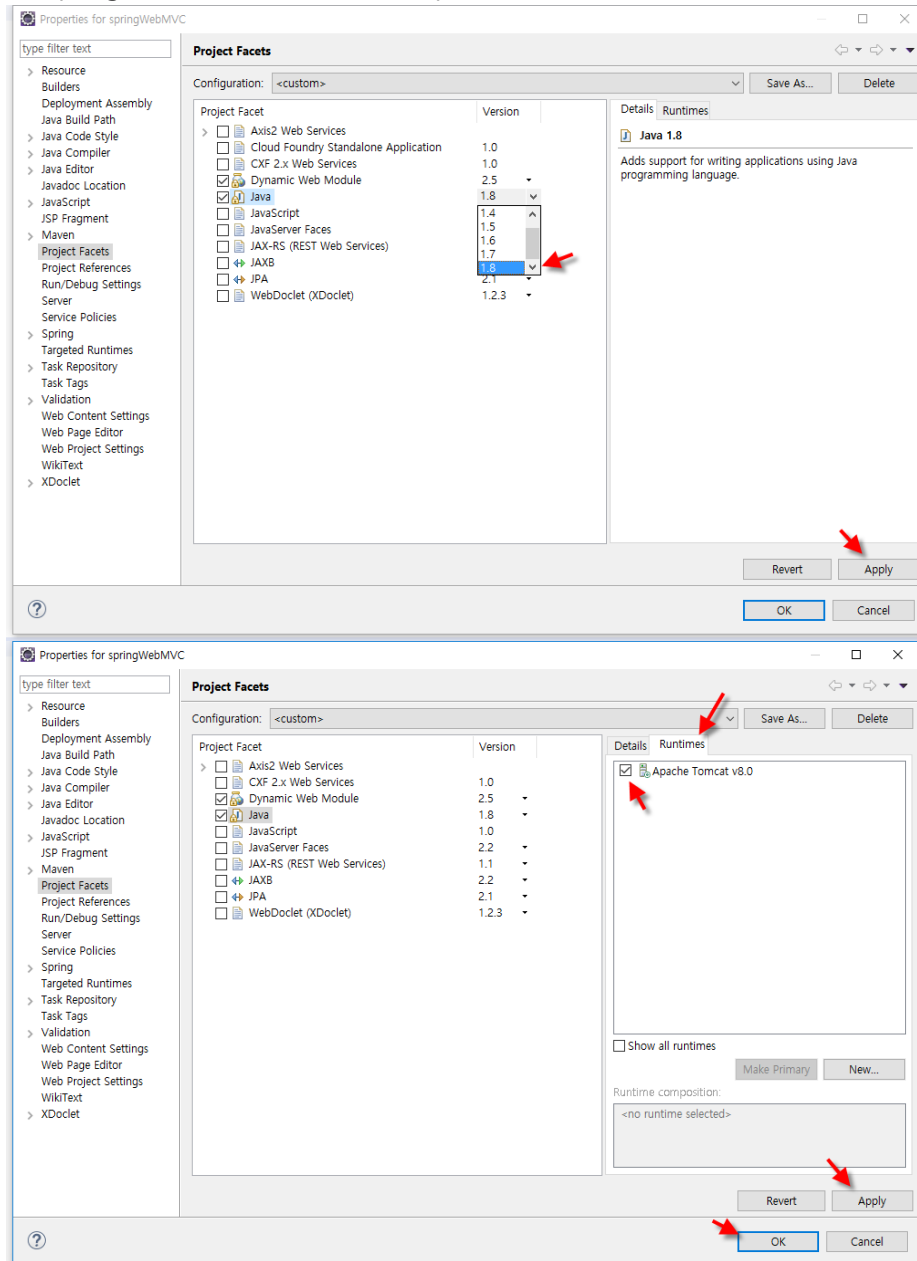 Properties for springWebMVC
type filter text
Project Facets
Resource
Builders
Deployment Assembly
Java Build Path
Java Code Style
Java Compiler
Java Editor
Javadoc Location
JavaScript
JSP Fragment
Maven
Project Facets
Project References
Run/Debug Settings
Server
Service Policies
Spring
Targeted Runtimes
Task Repository
Task Tags
Validation
Web Content Settings
Web Page Editor
Web Project Settings
WikiText
XDoclet
Configuration: <custom> Save As... Delete
Project Facet Version
Axis2 Web Services
Cloud Foundry Standalone Application 1.0
CXF 2.x Web Services 1.0
Dynamic Web Module 2.5
Java 1.8
JavaScript
JavaServer Faces
JAX-RS (REST Web Services)
JAXB
JPA 2.1
WebDoclet (XDoclet) 1.2.3
1.4
1.5
1.6
1.7
1.8
Details Runtimes
Java 1.8
Adds support for writing applications using Java
programming language.
Revert Apply
OK Cancel
Properties for springWebMVC
type filter text
Project Facets
Resource
Builders
Deployment Assembly
Java Build Path
Java Code Style
Java Compiler
Java Editor
Javadoc Location
JavaScript
JSP Fragment
Maven
Project Facets
Project References
Run/Debug Settings
Server
Service Policies
Spring
Targeted Runtimes
Task Repository
Task Tags
Validation
Web Content Settings
Web Page Editor
Web Project Settings
WikiText
XDoclet
Configuration: <custom> Save As... Delete
Project Facet Version
Axis2 Web Services
CXF 2.x Web Services 1.0
Dynamic Web Module 2.5
Java 1.8
JavaScript 1.0
JavaServer Faces 2.2
JAX-RS (REST Web Services) 1.1
JAXB 2.2
JPA 2.1
WebDoclet (XDoclet) 1.2.3
Details Runtimes
Apache Tomcat v8.0
Show all runtimes
Make Primary New...
Runtime composition:
<no runtime selected>
Revert Apply
OK Cancel